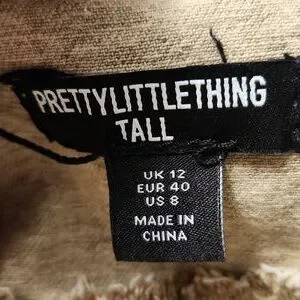 PRETTYLITTLETHING
TALL
UK 12
EUR 40
US 8
MADE IN
CHINA